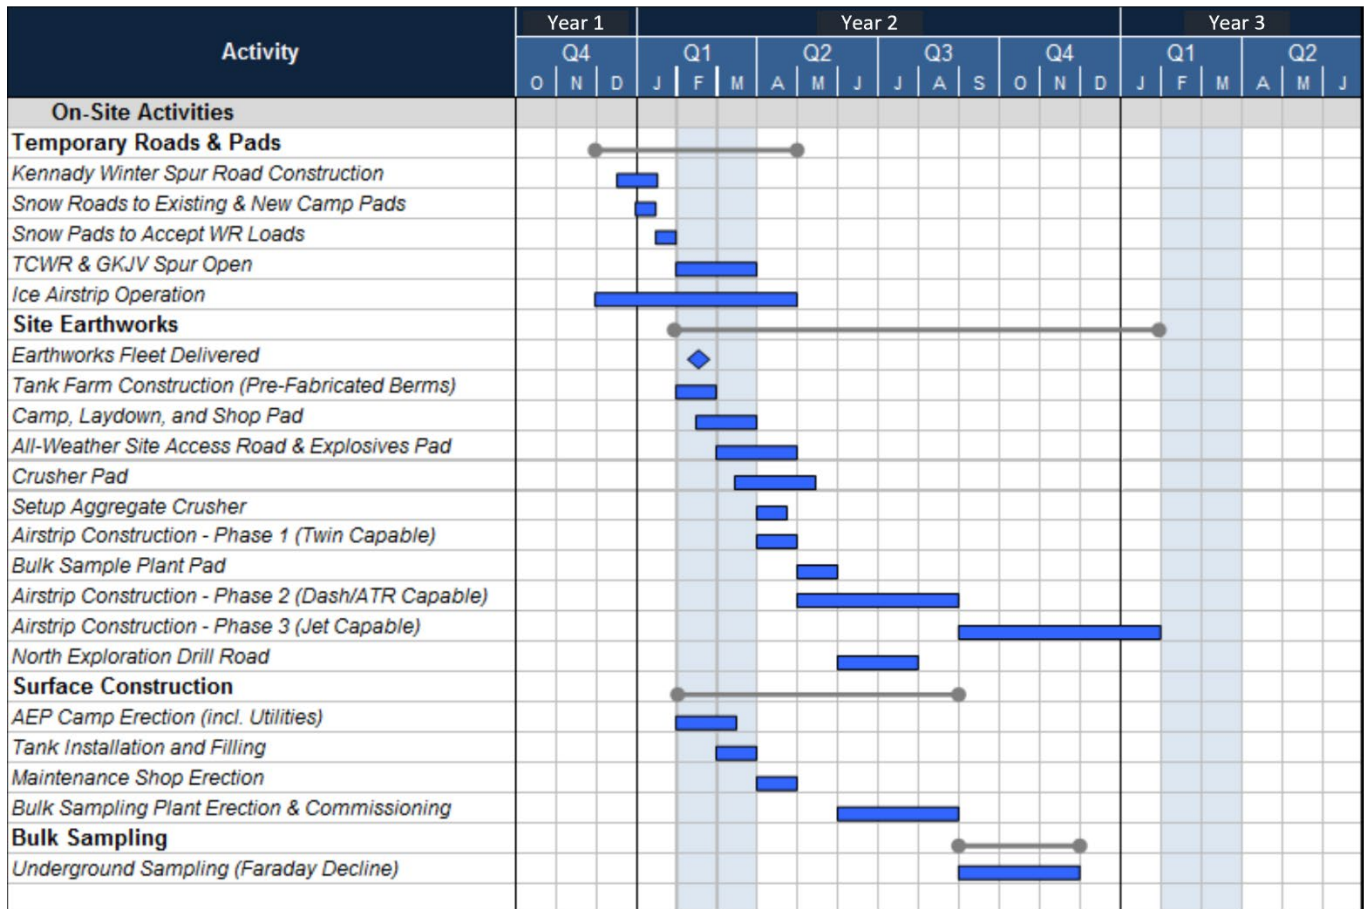 Activity
Year 1 Year 2 Year 3
Q4 Q1 Q2 Q3 Q4 Q1 Q2
O N D J F M A M J J A S O N D J F M A M J
On-Site Activities
Temporary Roads & Pads
Kennady Winter Spur Road Construction
Snow Roads to Existing & New Camp Pads
Snow Pads to Accept WR Loads
TCWR & GKJV Spur Open
Ice Airstrip Operation
Site Earthworks
Earthworks Fleet Delivered
Tank Farm Construction (Pre-Fabricated Berms)
Camp, Laydown, and Shop Pad
All-Weather Site Access Road & Explosives Pad
Crusher Pad
Setup Aggregate Crusher
Airstrip Construction - Phase 1 (Twin Capable)
Bulk Sample Plant Pad
Airstrip Construction - Phase 2 (Dash/ATR Capable)
Airstrip Construction - Phase 3 (Jet Capable)
North Exploration Drill Road
Surface Construction
AEP Camp Erection (incl. Utilities)
Tank Installation and Filling
Maintenance Shop Erection
Bulk Sampling Plant Erection & Commissioning
Bulk Sampling
Underground Sampling (Faraday Decline)